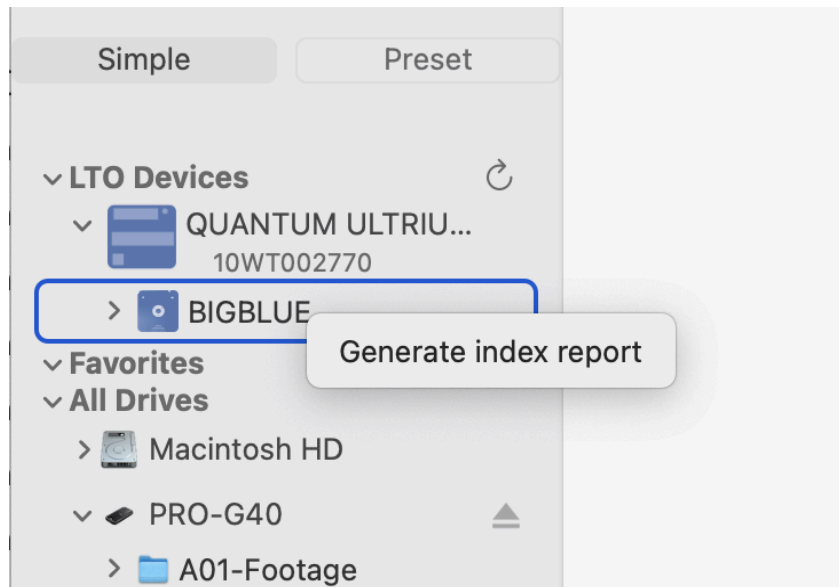 Simple
Preset
LTO Devices
QUANTUM ULTRIU...
10WT002770
BIGBLUE
Generate index report
Favorites
All Drives
Macintosh HD
PRO-G40
A01-Footage